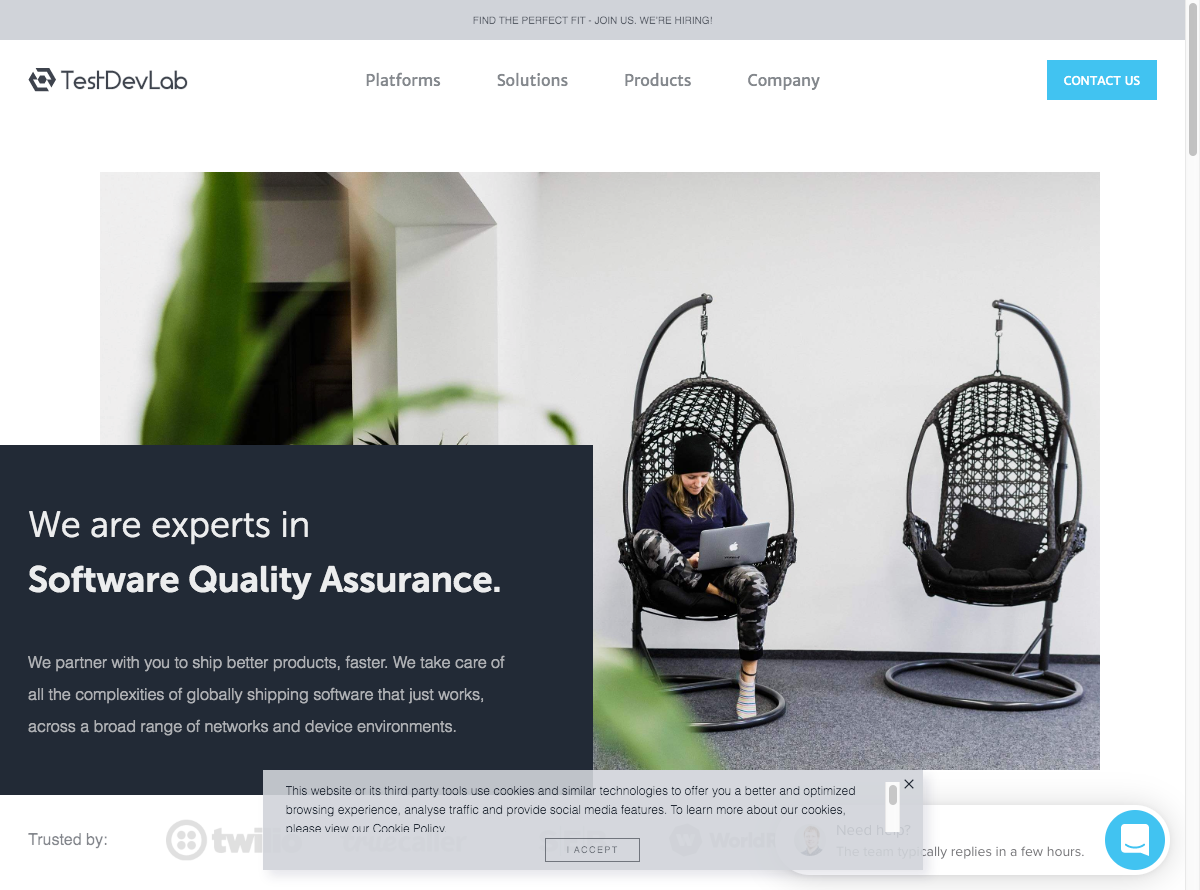 FIND THE PERFECT FIT - JOIN US. WE'RE HIRING!
TestDevLab
Platforms
Solutions
Products
Company
CONTACT US
We are experts in
Software Quality Assurance.
We partner with you to ship better products, faster. We take care of
all the complexities of globally shipping software that just works,
across a broad range of networks and device environments.
This website or its third party tools use cookies and similar technologies to offer you a better and optimized
browsing experience, analyse traffic and provide social media features. To learn more about our cookies,
please view our Cookie Policy.
I ACCEPT
Trusted by:
twilio
truecaller
Need help?
The team typically replies in a few hours.